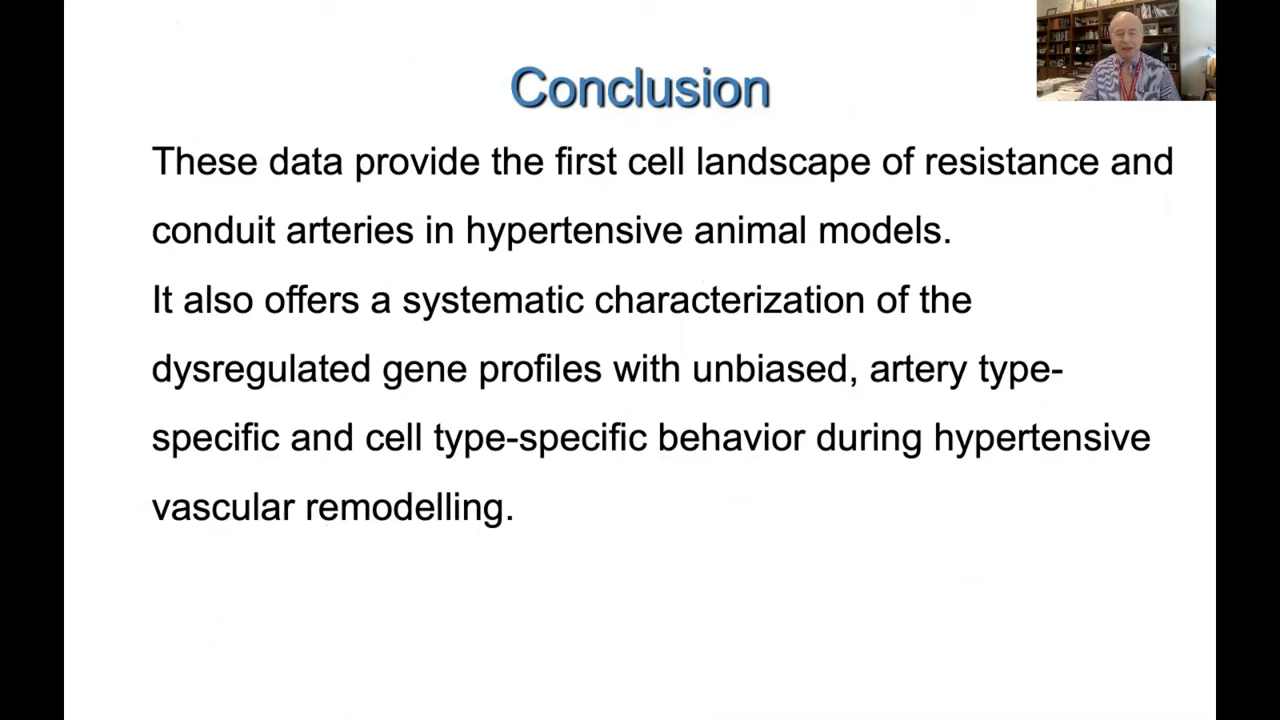 Conclusion
These data provide the first cell landscape of resistance and
conduit arteries in hypertensive animal models.
It also offers a systematic characterization of the
dysregulated gene profiles with unbiased, artery type-
specific and cell type-specific behavior during hypertensive
vascular remodelling.